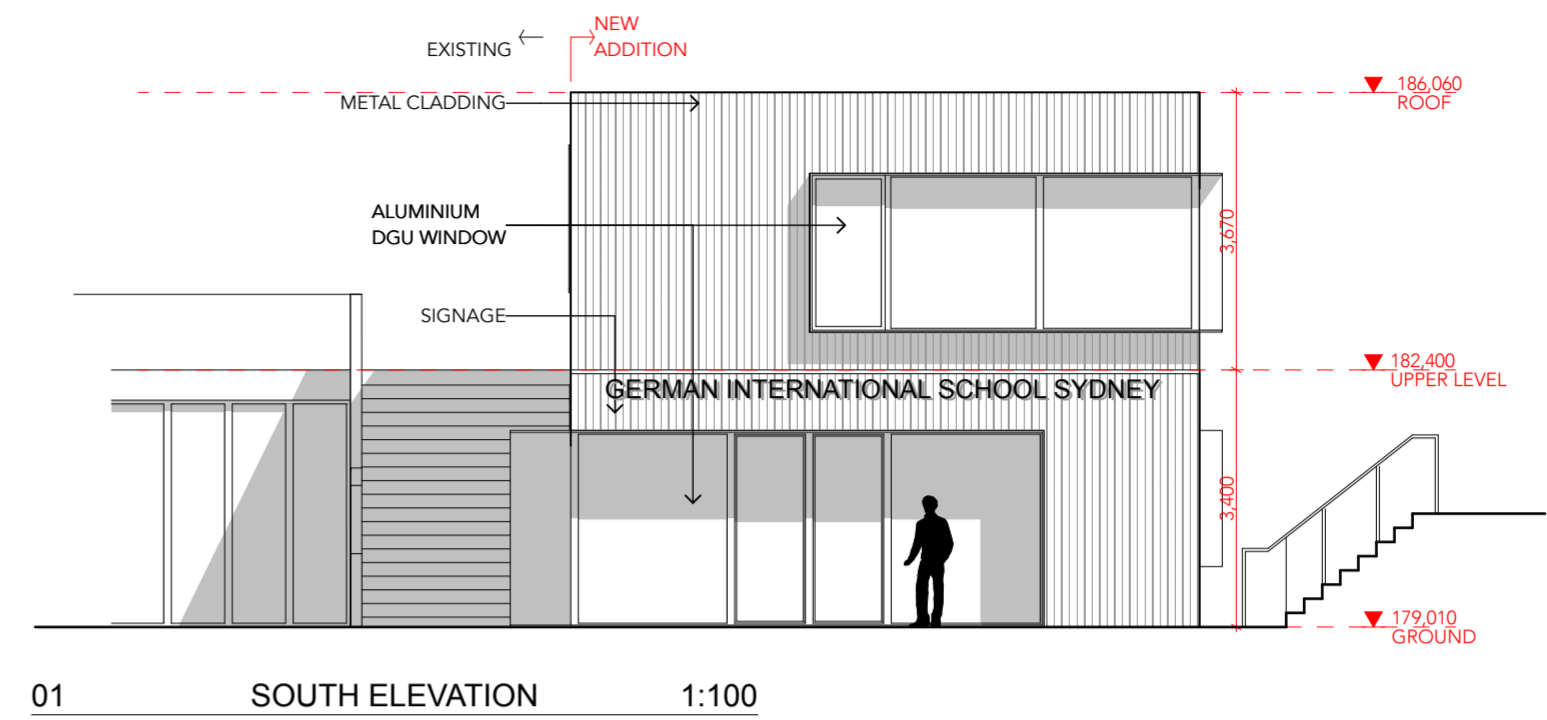 NEW
EXISTING
ADDITION
186,060
ROOF
METAL CLADDING
ALUMINIUM
DGU WINDOW
3,670
SIGNAGE
182,400
UPPER LEVEL
GERMAN INTERNATIONAL SCHOOL SYDNEY
3,400
179,010
GROUND
01 SOUTH ELEVATION 1:100